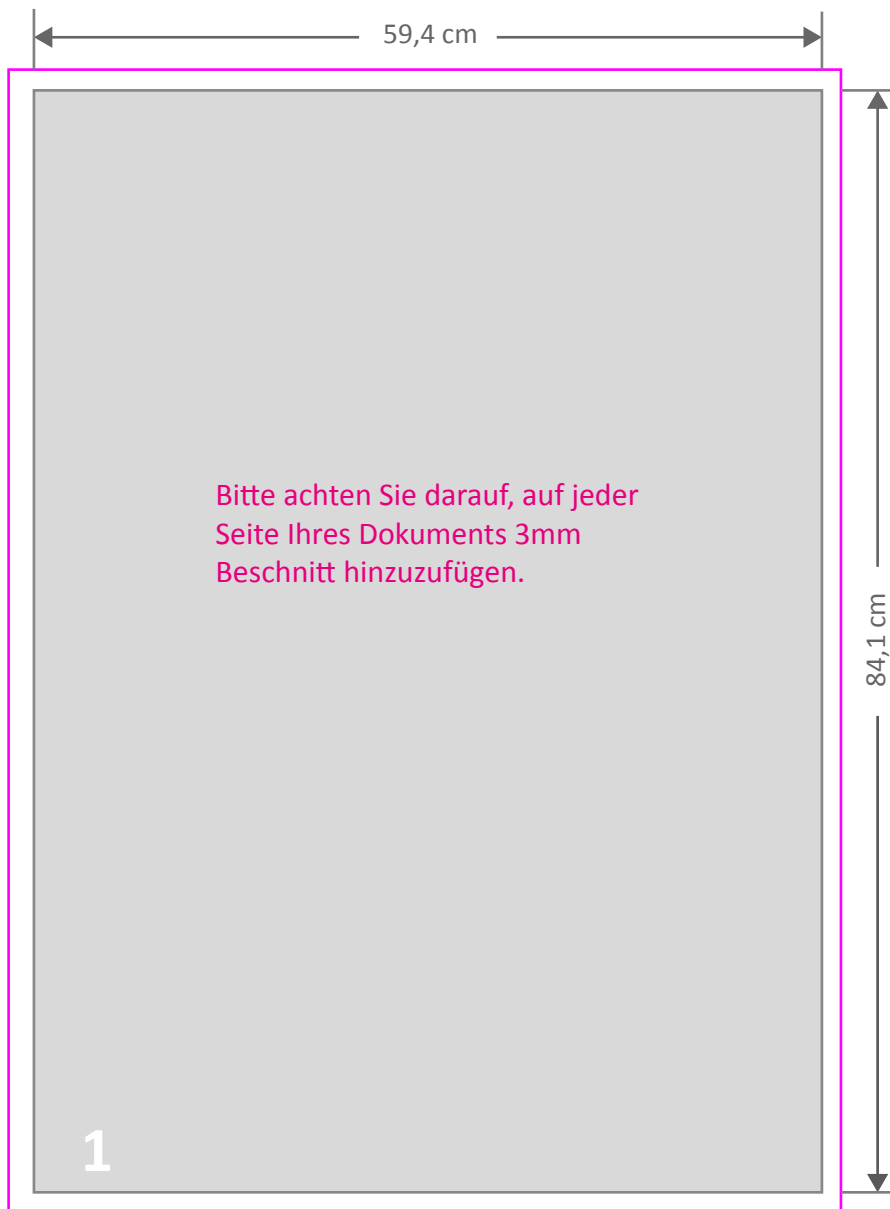 59,4 cm
Bitte achten Sie darauf, auf jeder
Seite Ihres Dokuments 3mm
Beschnitt hinzuzufügen.
84,1 cm
1